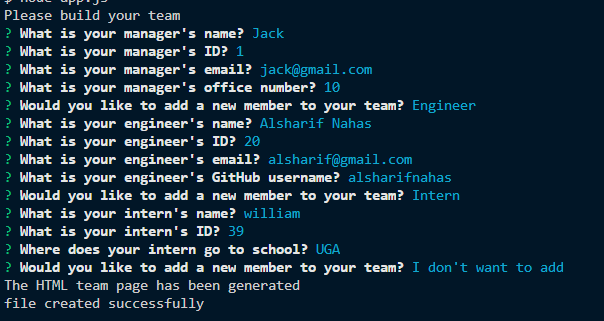 Please build your team
? What is your manager's name? Jack
? What is your manager's ID? 1
? What is your manager's email? jack@gmail.com
? What is your manager's office number? 10
? Would you like to add a new member to your team? Engineer
? What is your engineer's name? Alsharif Nahas
? What is your engineer's ID? 20
? What is your engineer's email? alsharif@gmail.com
? What is your engineer's GitHub username? alsharifnahas
? Would you like to add a new member to your team? Intern
? What is your intern's name? william
? What is your intern's ID? 39
? Where does your intern go to school? UGA
? Would you like to add a new member to your team? I don't want to add
The HTML team page has been generated
file created successfully